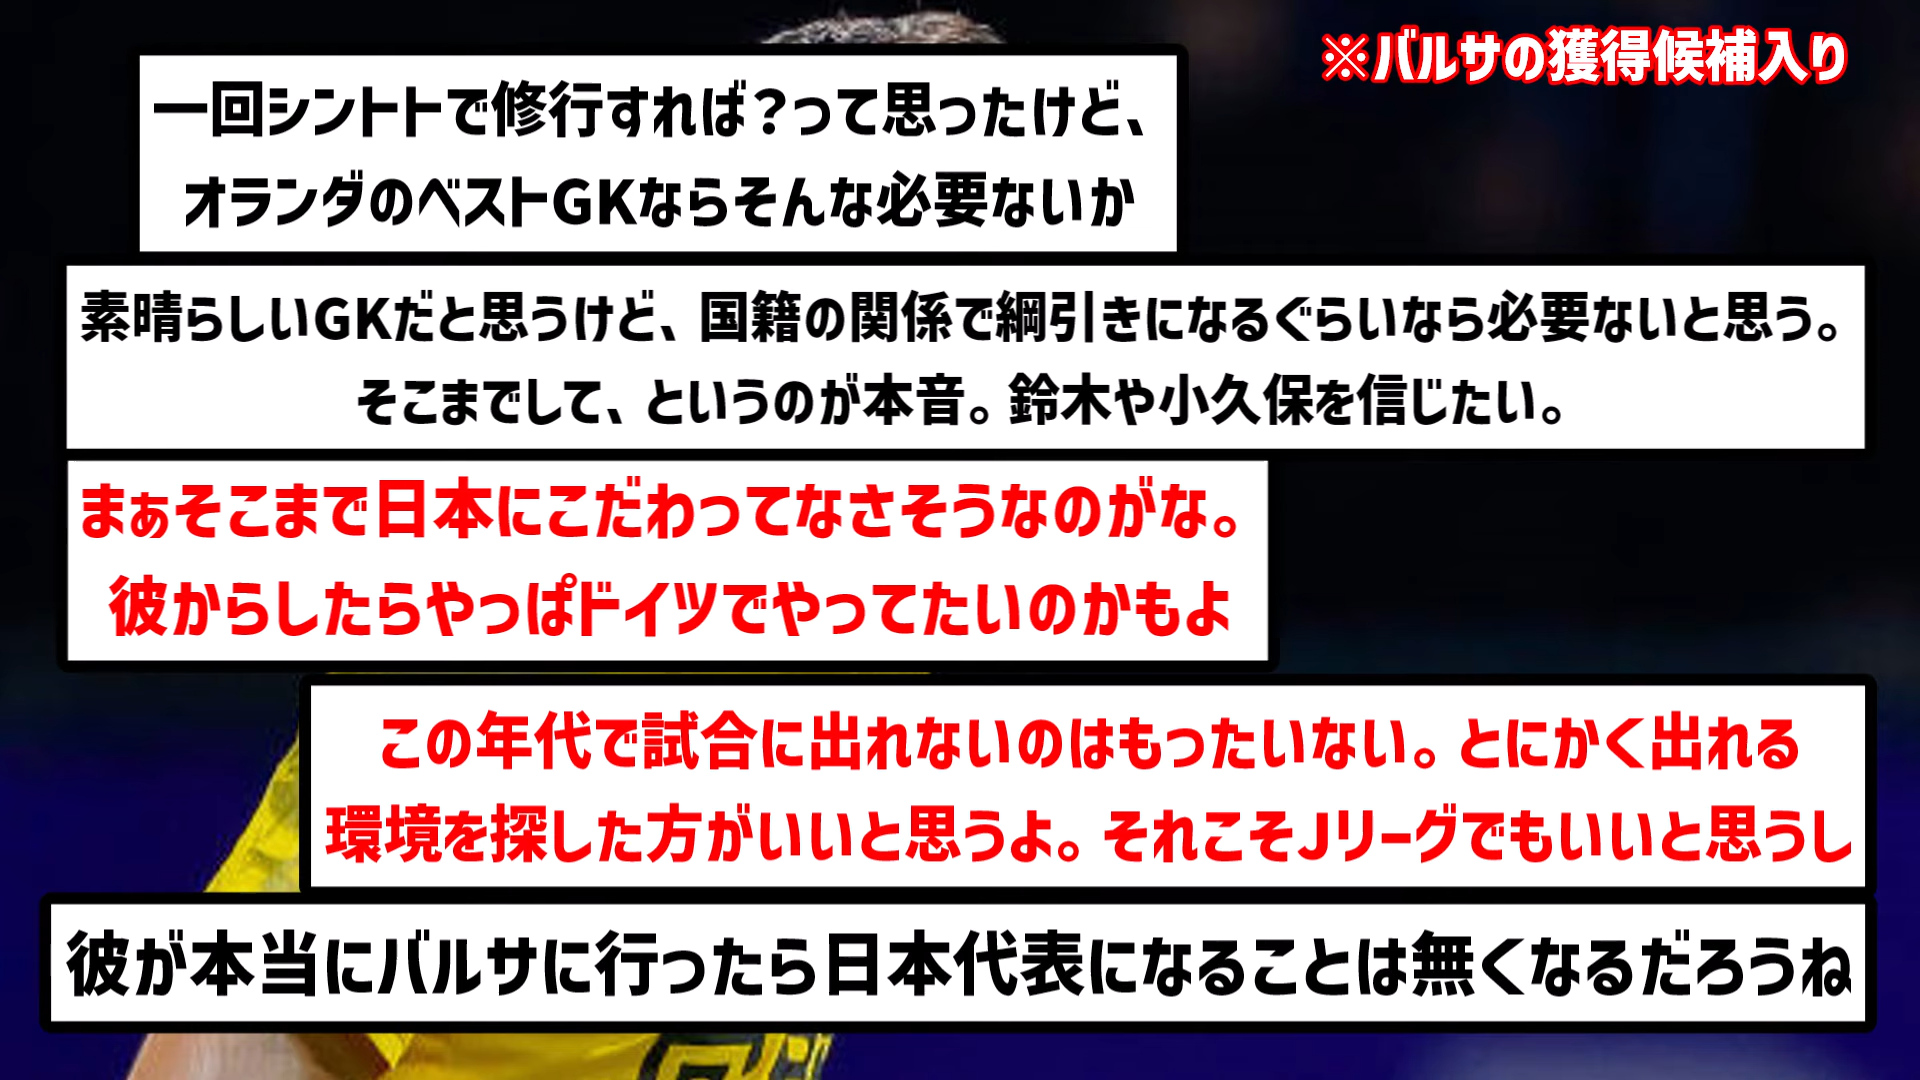 ※バルサの獲得候補入り
一回シントトで修行すれば？って思ったけど、
オランダのベストGKならそんな必要ないか
素晴らしいGKだと思うけど、国籍の関係で綱引きになるぐらいなら必要ないと思う。
そこまでして、というのが本音。鈴木や小久保を信じたい。
まぁそこまで日本にこだわってなさそうなのがな。
彼からしたらやっぱドイツでやってたいのかもよ
この年代で試合に出れないのはもったいない。とにかく出れる
環境を探した方がいいと思うよ。それこそJリーグでもいいと思うし
彼が本当にバルサに行ったら日本代表になることは無くなるだろうね